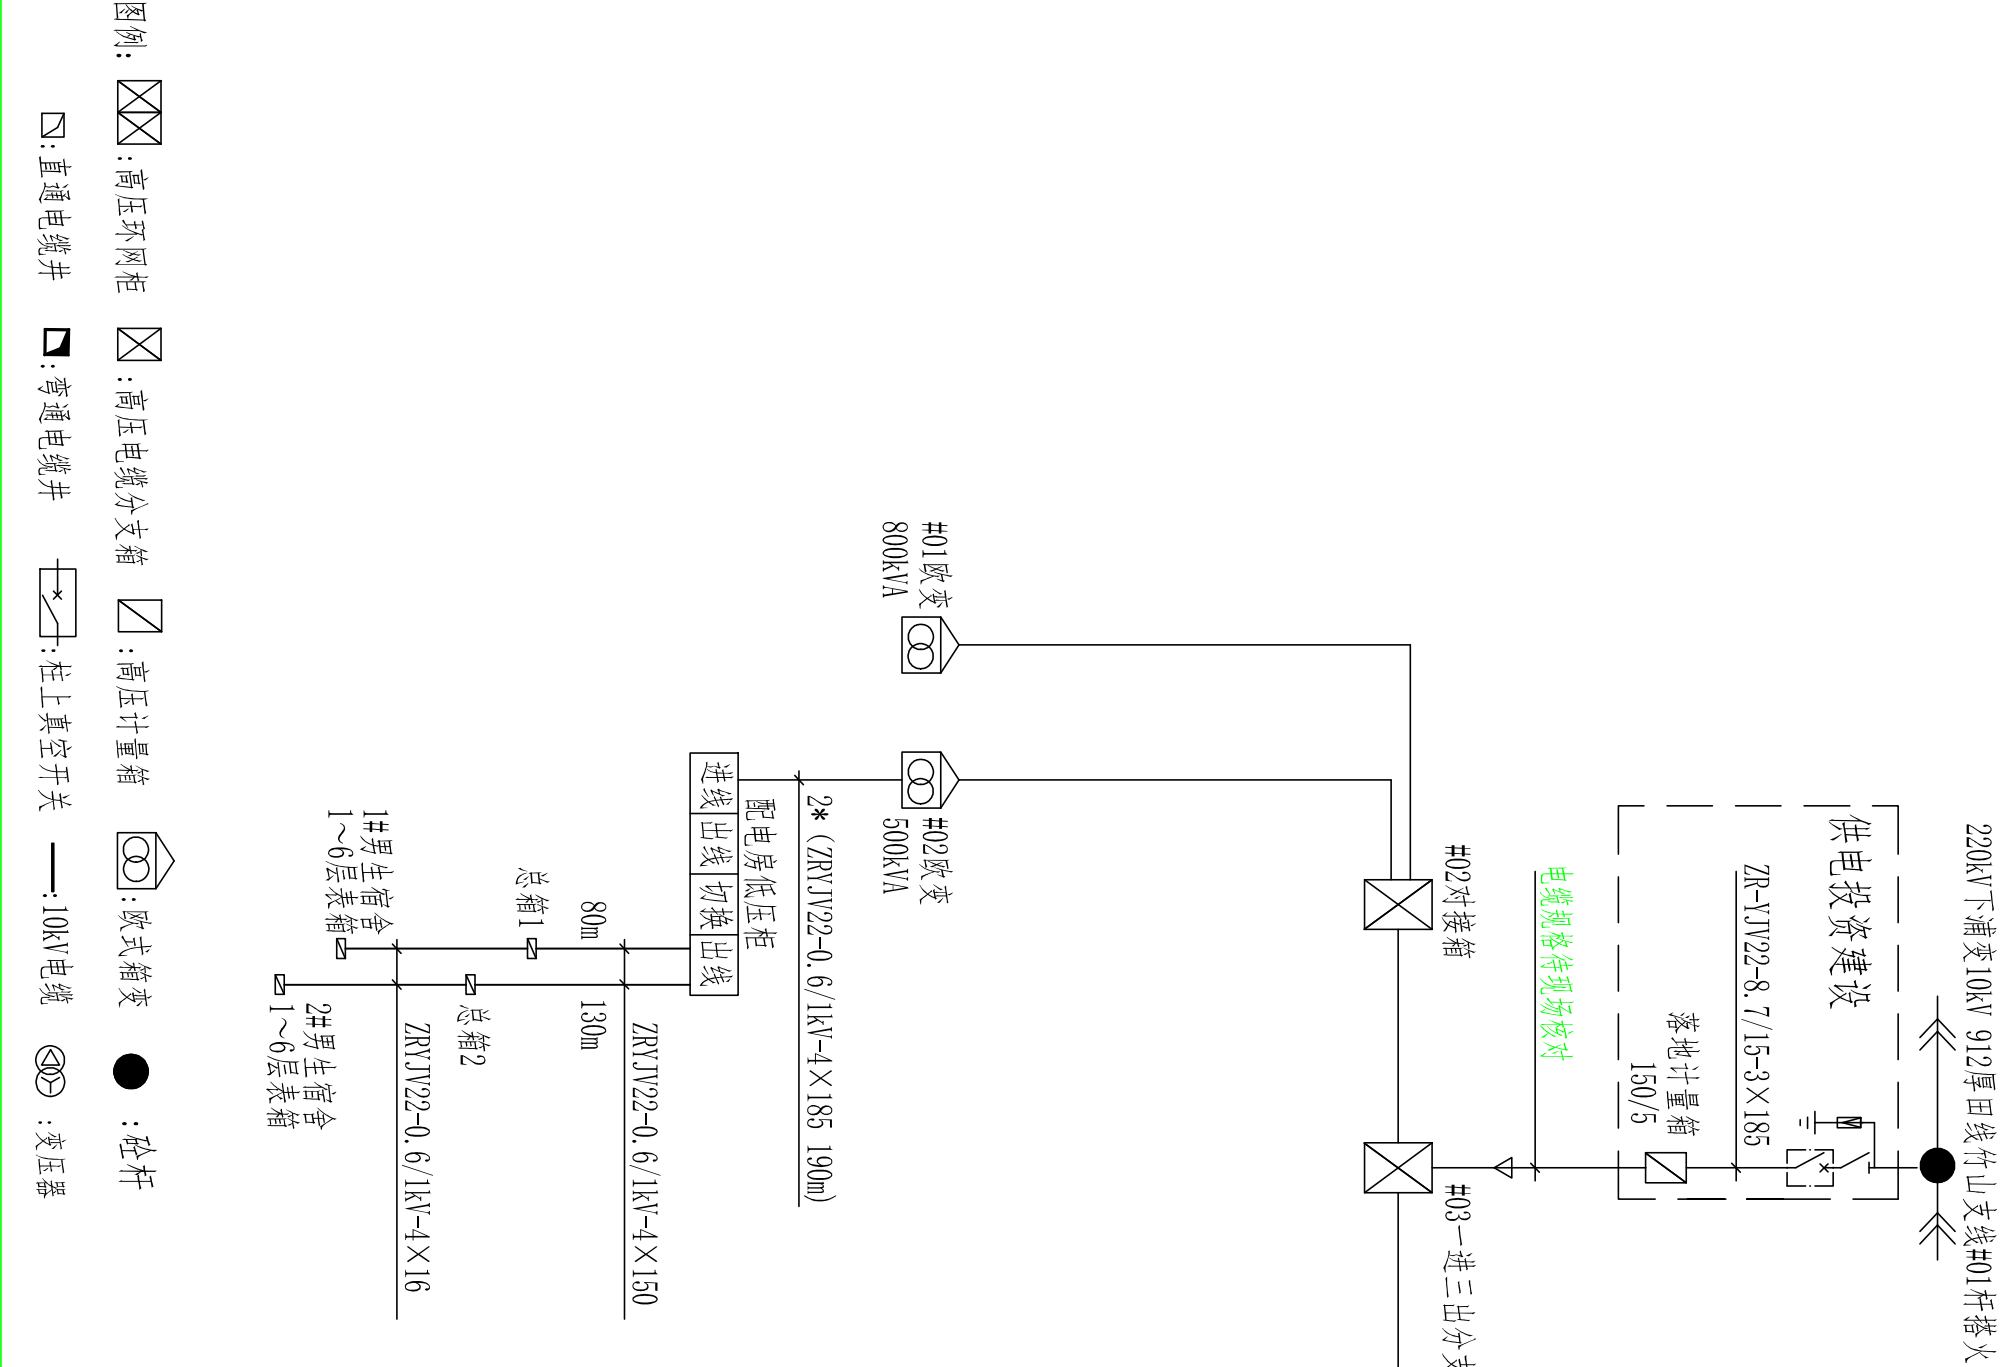 220kV下浦变10kV 912厚田线竹山支线#01杆搭火
供电投资建设
ZR-YJV22-8.7/15-3×185
落地计量箱
150/5
电缆规格待现场核对
#02对接箱
#03一进三出分支
#01欧变
800kVA
#02欧变
500kVA
2*(ZRYJV22-0.6/1kV-4×185 190m)
配电房低压柜
进线
出线
切换
出线
ZRYJV22-0.6/1kV-4×150
80m
130m
总箱1
总箱2
ZRYJV22-0.6/1kV-4×16
1#男生宿舍
1~6层表箱
2#男生宿舍
1~6层表箱
图例:
:高压环网柜
:高压电缆分支箱
:高压计量箱
:欧式箱变
:砼杆
:直通电缆井
:弯通电缆井
:柱上真空开关
:10kV电缆
:变压器